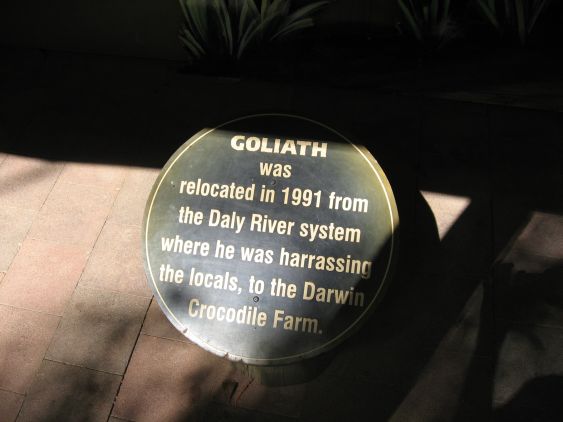 GOLIATH
was
relocated in 1991 from
the Daly River system
where he was harrassing
the locals, to the Darwin
Crocodile Farm.